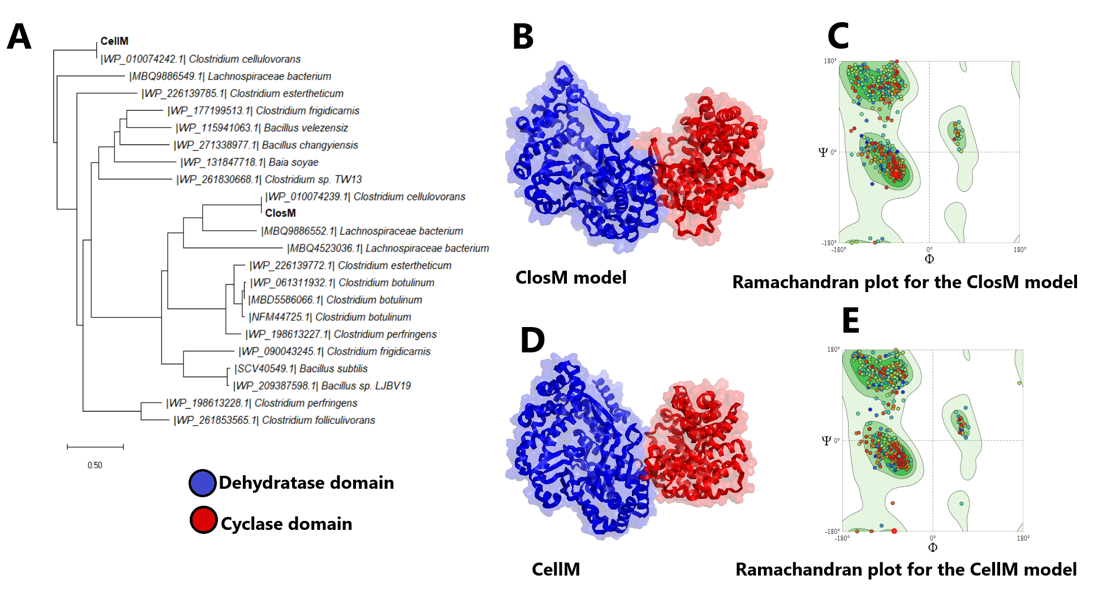 A
CellM
|WP_010074242.1| Clostridium cellulovorans
|MBQ9886549.1| Lachnospiraceae bacterium
|WP_226139785.1| Clostridium estertheticum
|WP_177199513.1| Clostridium frigidicarnis
|WP_115941063.1| Bacillus velezensiz
|WP_271338977.1| Bacillus changyiensis
|WP_131847718.1| Baia soyae
|WP_261830668.1| Clostridium sp. TW13
|WP_010074239.1| Clostridium cellulovorans
ClosM
|MBQ9886552.1| Lachnospiraceae bacterium
|MBQ4523036.1| Lachnospiraceae bacterium
|WP_226139772.1| Clostridium estertheticum
|WP_061311932.1| Clostridium botulinum
|MBD5586066.1| Clostridium botulinum
|NFM44725.1| Clostridium botulinum
|WP_198613227.1| Clostridium perfringens
|WP_090043245.1| Clostridium frigidicarnis
|SCV40549.1| Bacillus subtilis
|WP_209387598.1| Bacillus sp. LJBV19
|WP_198613228.1| Clostridium perfringens
|WP_261853565.1| Clostridium folliculivorans
0.50
Dehydratase domain
Cyclase domain
B
ClosM model
C
180°
Ψ 0°
-180°
0°
180°
Φ
Ramachandran plot for the ClosM model
D
CellM
E
180°
Ψ 0°
-180°
-180°
0°
180°
Φ
Ramachandran plot for the CellM model